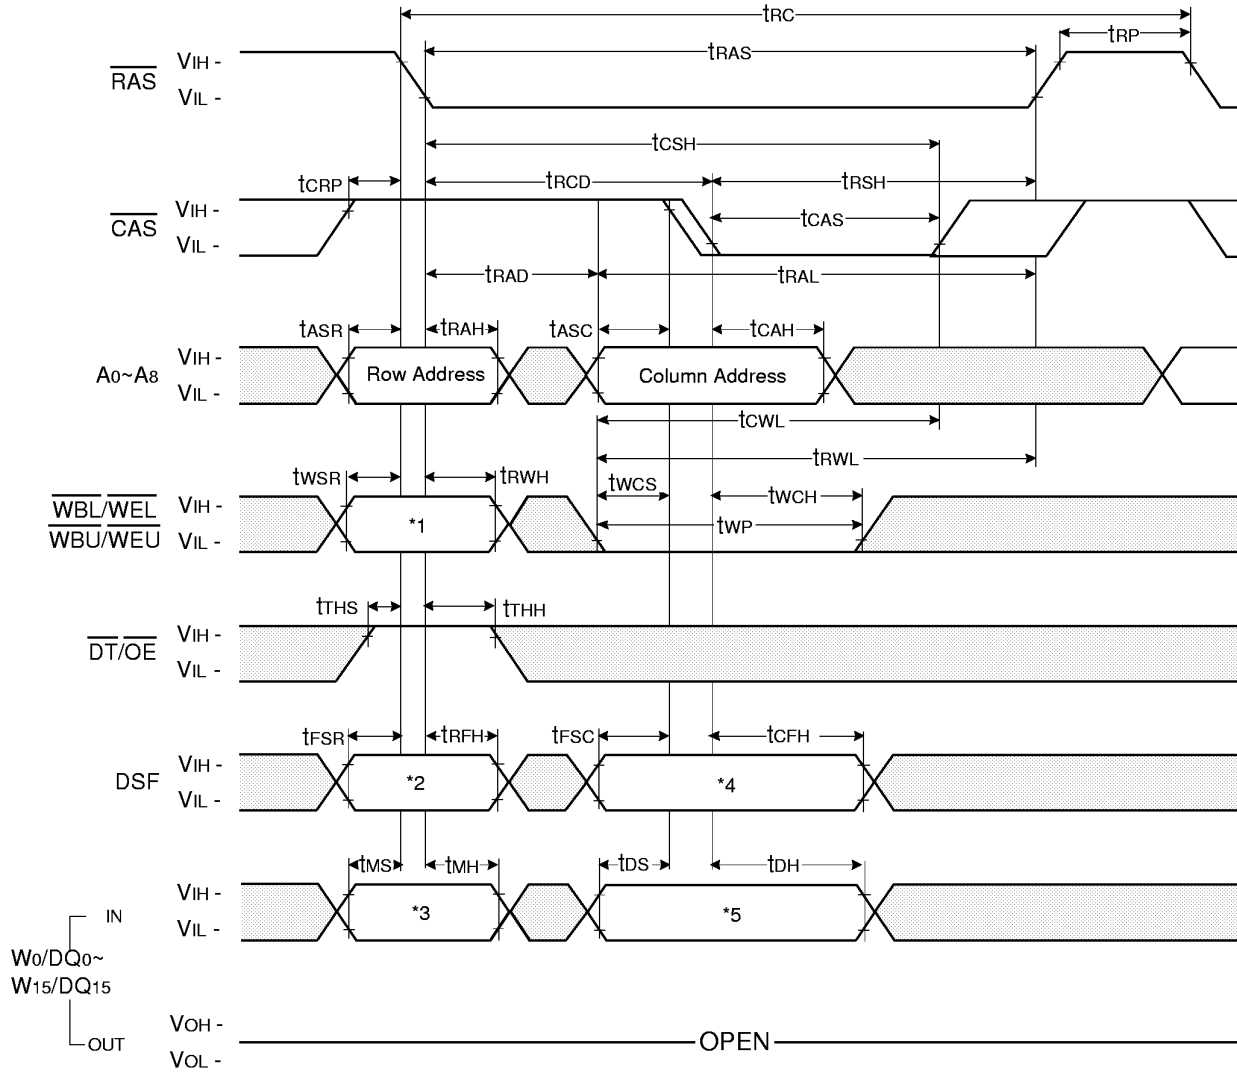 tRC
tRP
tRAS
RAS
VIH -
VIL -
tCSH
tCRP
tRCD
tRSH
CAS
VIH -
VIL -
tCAS
tRAD
tRAL
tASR
tRAH
tASC
tCAH
A0~A8
VIH -
VIL -
Row Address
Column Address
tCWL
tRWL
tWSR
tRWH
tWCS
tWCH
WBL/WEL
WBU/WEU
VIH -
VIL -
*1
tWP
tTHS
tTHH
DT/OE
VIH -
VIL -
tFSR
tRFH
tFSC
tCFH
DSF
VIH -
VIL -
*2
*4
tMS
tMH
tDS
tDH
VIH -
VIL -
*3
*5
IN
W0/DQ0~
W15/DQ15
OUT
VOH -
VOL -
OPEN